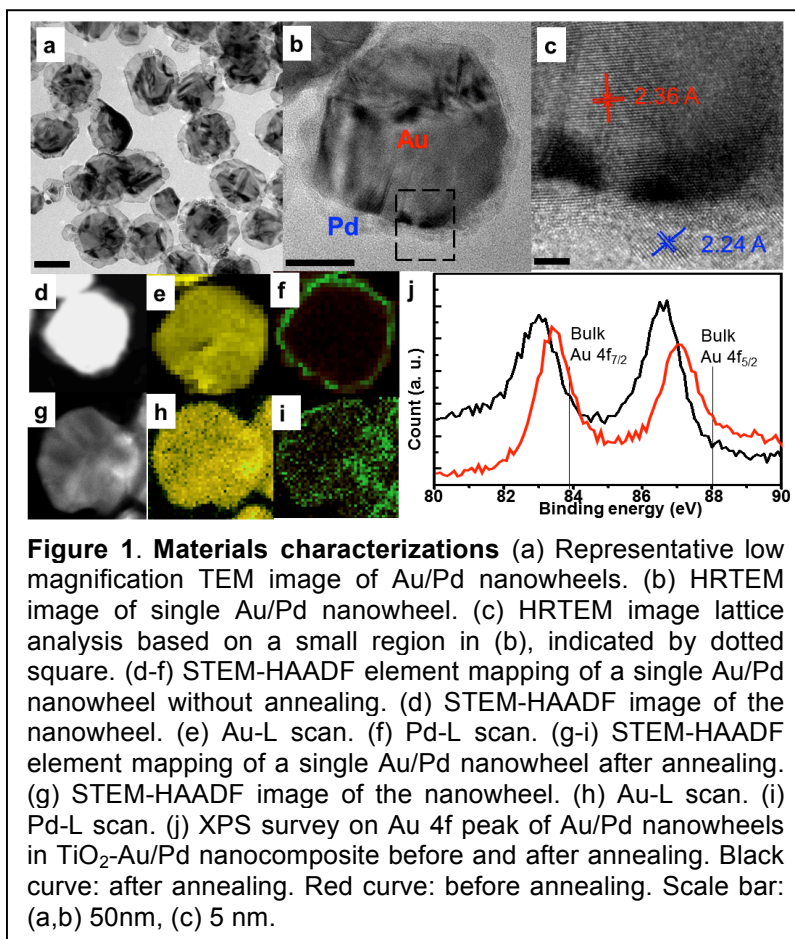 a
b
c
Au
Pd
2.36 A
2.24 A
d
e
f
g
h
i
j
Bulk
Au 4f7/2
Bulk
Au 4f5/2
Count (a. u.)
80 82 84 86 88 90
Binding energy (eV)
Figure 1. Materials characterizations (a) Representative low
magnification TEM image of Au/Pd nanowheels. (b) HRTEM
image of single Au/Pd nanowheel. (c) HRTEM image lattice
analysis based on a small region in (b), indicated by dotted
square. (d-f) STEM-HAADF element mapping of a single Au/Pd
nanowheel without annealing. (d) STEM-HAADF image of the
nanowheel. (e) Au-L scan. (f) Pd-L scan. (g-i) STEM-HAADF
element mapping of a single Au/Pd nanowheel after annealing.
(g) STEM-HAADF image of the nanowheel. (h) Au-L scan. (i)
Pd-L scan. (j) XPS survey on Au 4f peak of Au/Pd nanowheels
in TiO2-Au/Pd nanocomposite before and after annealing. Black
curve: after annealing. Red curve: before annealing. Scale bar:
(a,b) 50nm, (c) 5 nm.